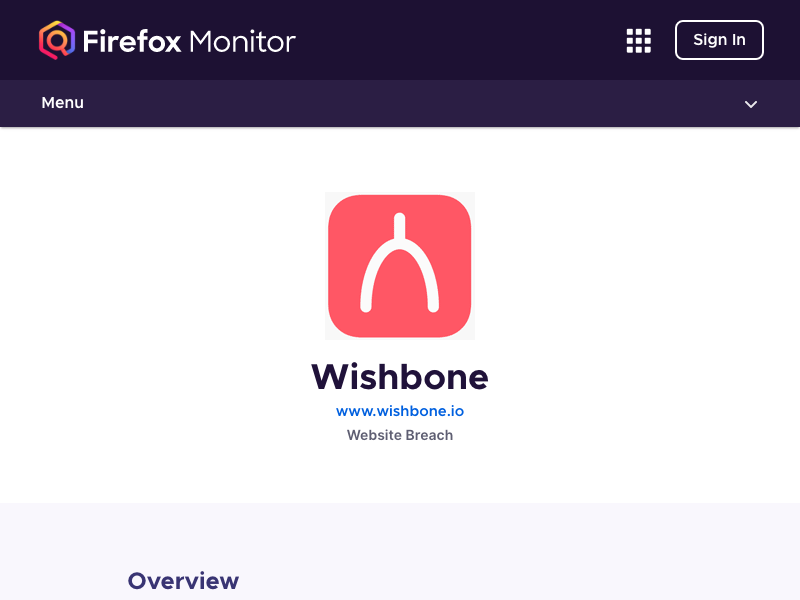 Firefox Monitor
Sign In
Menu
Wishbone
www.wishbone.io
Website Breach
Overview